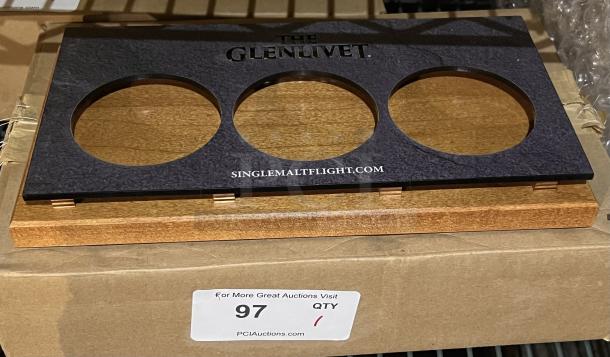 THE
GLENLIVET
SINGLEMALTFLIGHT.COM
For More Great Auctions Visit
97 QTY 1
PCIAuctions.com